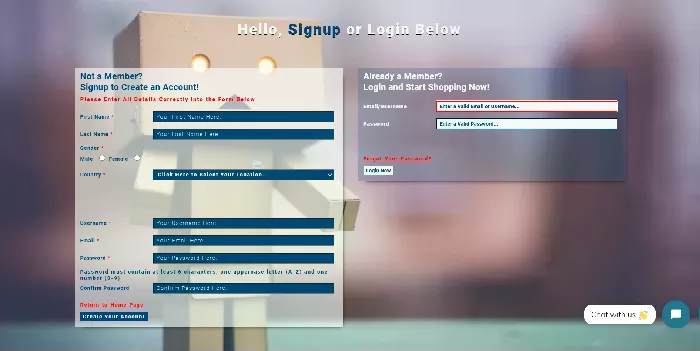 Hello, Signup or Login Below
Not a Member?
Signup to Create an Account!
Please Enter All Details Correctly Into the Form Below
First Name *
Your First Name Here.
Last Name *
Your Last Name Here
Gender *
Male Female
Country *
Click Here to Select Your Location...
Username *
Your Username Here
Email *
Your Email Here
Password *
Your Password Here.
Password must contain at least 6 characters, one uppercase letter (A-Z) and one
number (0-9)
Confirm Password
Confirm Your Password.
Return to Home Page
Create Your Account
Already a Member?
Login and Start Shopping Now!
Email/Username
Enter a Valid Email or Username...
Password
Enter a Valid Password...
Forgot Your Password?
Login Now
Chat with us 👋